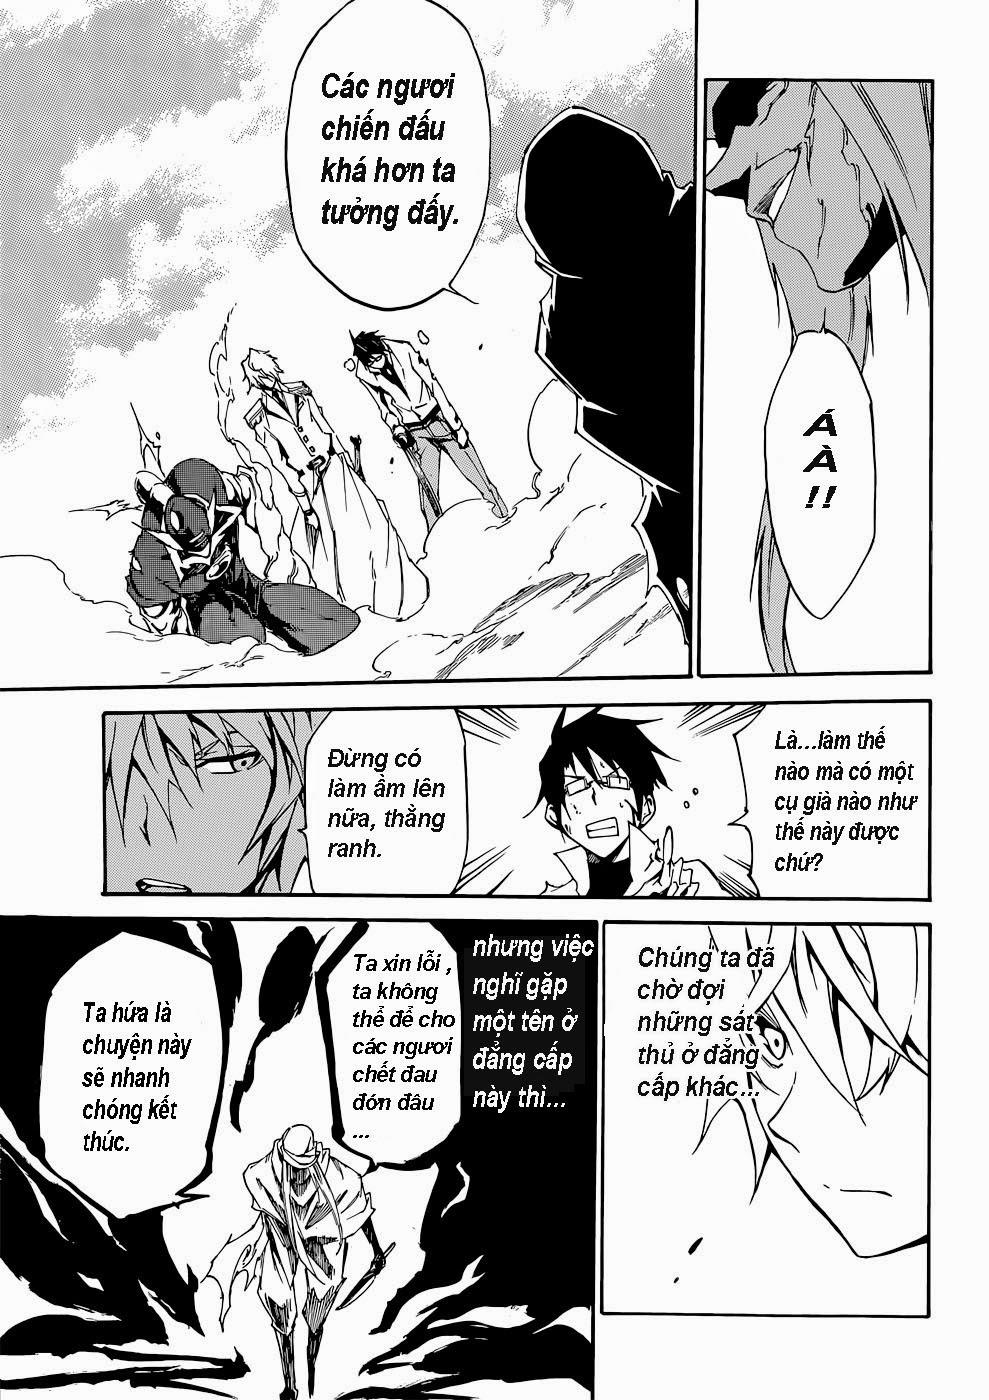 Á
À
!!
Các ngươi
chiến đấu
khá hơn ta
tưởng đấy.
Là...làm thế
nào mà có một
cụ già nào như
thế này được
chứ?
Đừng có
làm ầm lên
nữa, thằng
ranh.
Chúng ta đã
chờ đợi
những sát
thủ ở đẳng
cấp khác...
nhưng việc
nghĩ gặp
một tên ở
đẳng cấp
này thì...
Ta xin lỗi ,
ta không
thể để cho
các ngươi
chết đau
đớn đâu
...
Ta hứa là
chuyện này
sẽ nhanh
chóng kết
thúc.